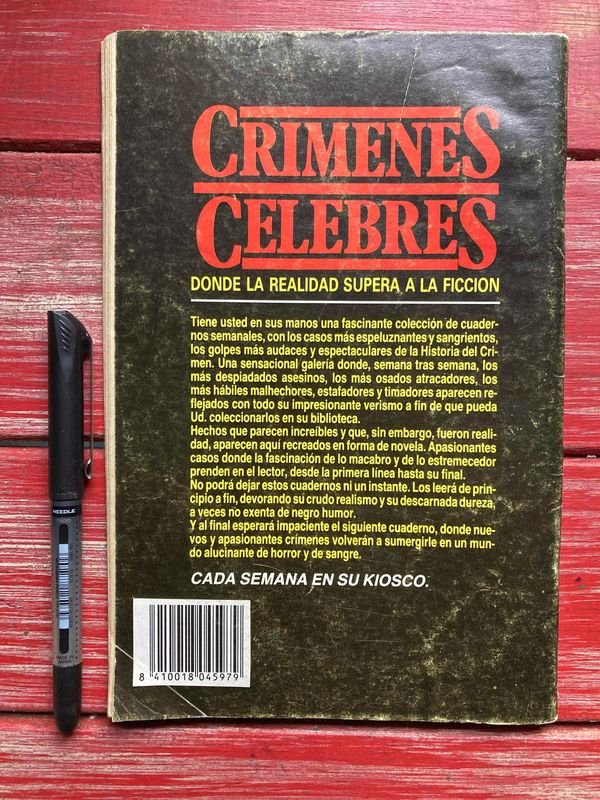 CRIMENES
CELEBRES
DONDE LA REALIDAD SUPERA A LA FICCION
Tiene usted en sus manos una fascinante colección de cuader-
nos semanales, con los casos más espeluznantes y sangrientos,
los golpes más audaces y espectaculares de la Historia del Cri-
men. Una sensacional galería donde, semana tras semana, los
más despiadados asesinos, los más osados atracadores, los
más hábiles malhechores, estafadores y timadores aparecen re-
flejados con todo su impresionante verismo a fin de que pueda
Ud. coleccionarlos en su biblioteca.
Hechos que parecen increíbles y que, sin embargo, fueron reali-
dad, aparecen aquí recreados en forma de novela. Apasionantes
casos donde la fascinación de lo macabro y de lo estremecedor
prenden en el lector, desde la primera línea hasta su final.
No podrá dejar estos cuadernos ni un instante. Los leerá de prin-
cipio a fin, devorando su crudo realismo y su descarnada dureza,
a veces no exenta de negro humor.
Y al final esperará impaciente el siguiente cuaderno, donde nue-
vos y apasionantes crímenes volverán a sumergirle en un mun-
do alucinante de horror y de sangre.
CADA SEMANA EN SU KIOSCO.
8 410018 045979
NEEDLE
MADE IN
JAPAN